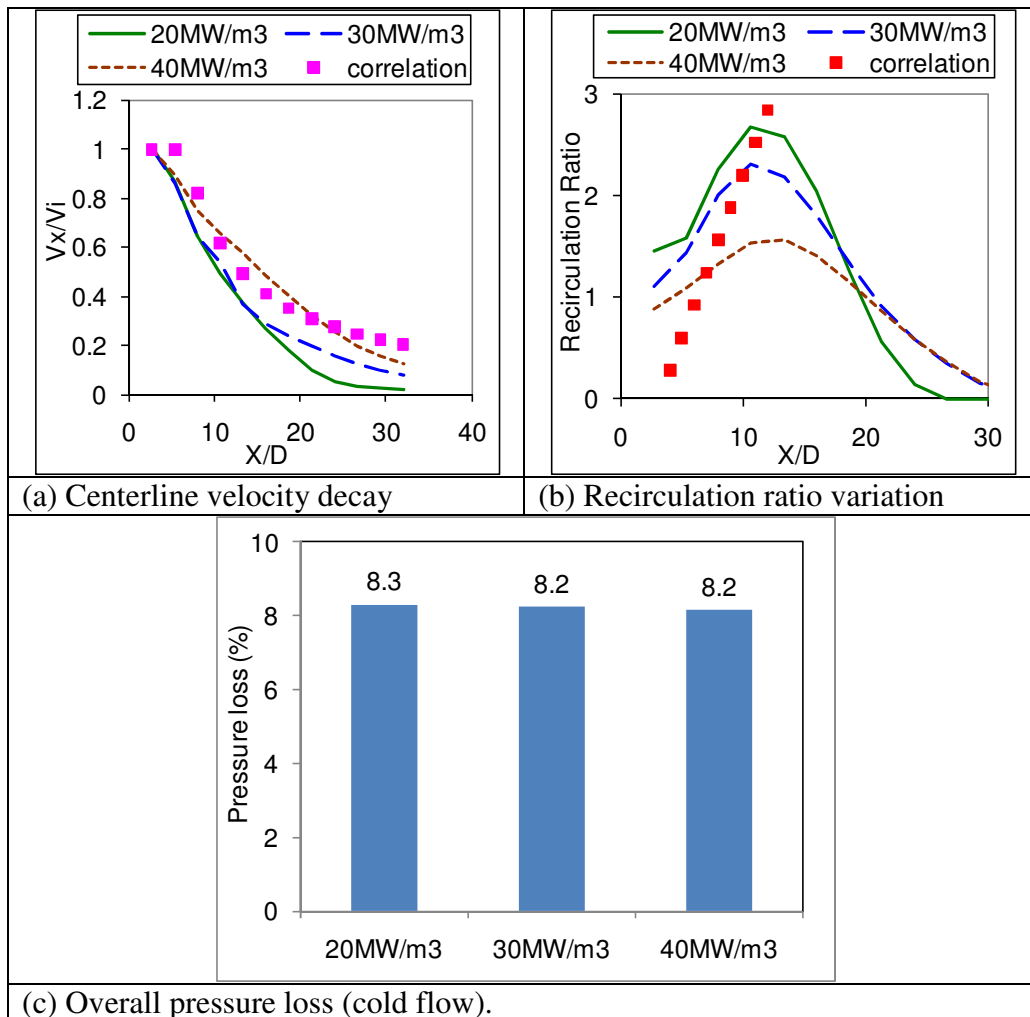 20MW/m3 30MW/m3
40MW/m3 correlation
1.2
1
0.8
0.6
0.4
0.2
0
Vx/Vi
0 10 20 30 40
X/D
(a) Centerline velocity decay
20MW/m3 30MW/m3
40MW/m3 correlation
3
2
1
0
Recirculation Ratio
0 10 20 30
X/D
(b) Recirculation ratio variation
10
8
6
4
2
0
Pressure loss (%)
8.3 8.2 8.2
20MW/m3 30MW/m3 40MW/m3
(c) Overall pressure loss (cold flow).